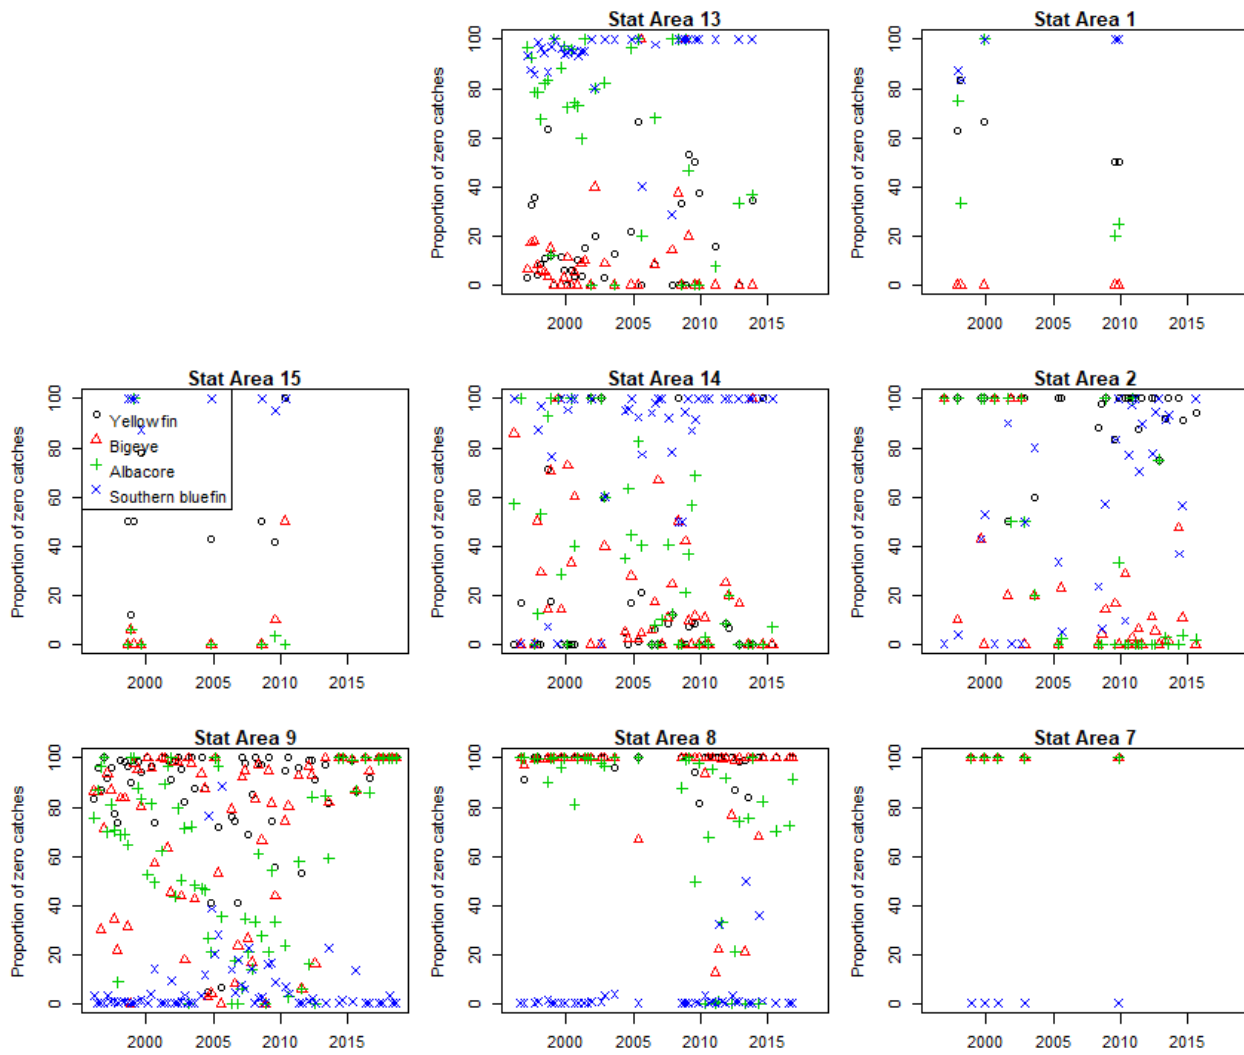 Stat Area 13
Proportion of zero catches
0 20 40 60 80 100
2000 2005 2010 2015
Stat Area 1
Proportion of zero catches
0 20 40 60 80 100
2000 2005 2010 2015
Stat Area 15
Proportion of zero catches
0 20 40 60 80 100
Yellowfin
Bigeye
Albacore
Southern bluefin
2000 2005 2010 2015
Stat Area 14
Proportion of zero catches
0 20 40 60 80 100
2000 2005 2010 2015
Stat Area 2
Proportion of zero catches
0 20 40 60 80 100
2000 2005 2010 2015
Stat Area 9
Proportion of zero catches
0 20 40 60 80 100
2000 2005 2010 2015
Stat Area 8
Proportion of zero catches
0 20 40 60 80 100
2000 2005 2010 2015
Stat Area 7
Proportion of zero catches
0 20 40 60 80 100
2000 2005 2010 2015